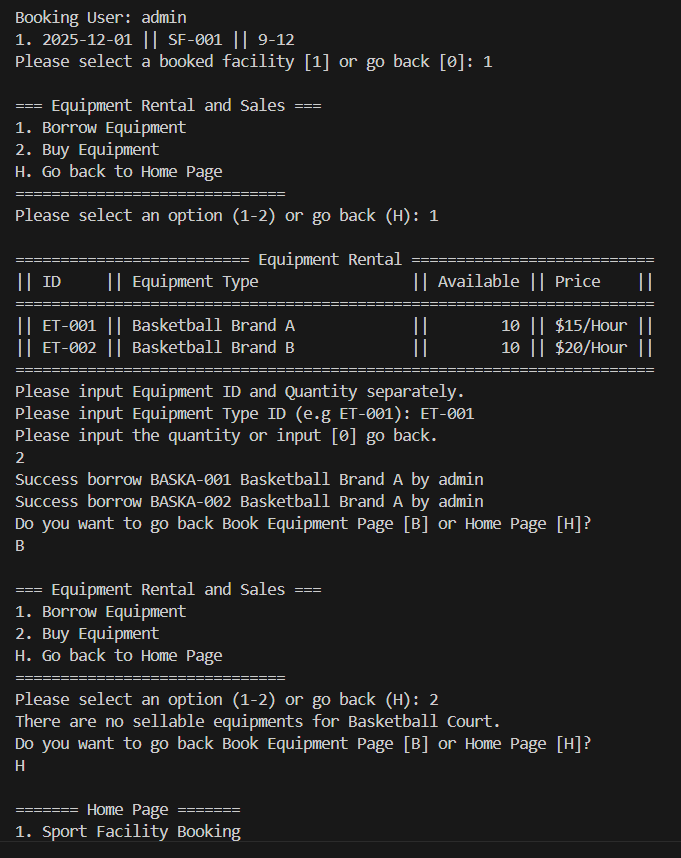 Booking User: admin
1. 2025-12-01 || SF-001 || 9-12
Please select a booked facility [1] or go back [0]: 1
=== Equipment Rental and Sales ===
1. Borrow Equipment
2. Buy Equipment
H. Go back to Home Page
==============================
Please select an option (1-2) or go back (H): 1
========================== Equipment Rental ===========================
|| ID     || Equipment Type                 || Available || Price   ||
=======================================================================
|| ET-001 || Basketball Brand A             ||        10 || $15/Hour ||
|| ET-002 || Basketball Brand B             ||        10 || $20/Hour ||
=======================================================================
Please input Equipment ID and Quantity separately.
Please input Equipment Type ID (e.g ET-001): ET-001
Please input the quantity or input [0] go back.
2
Success borrow BASKA-001 Basketball Brand A by admin
Success borrow BASKA-002 Basketball Brand A by admin
Do you want to go back Book Equipment Page [B] or Home Page [H]?
B
=== Equipment Rental and Sales ===
1. Borrow Equipment
2. Buy Equipment
H. Go back to Home Page
==============================
Please select an option (1-2) or go back (H): 2
There are no sellable equipments for Basketball Court.
Do you want to go back Book Equipment Page [B] or Home Page [H]?
H
======= Home Page =======
1. Sport Facility Booking